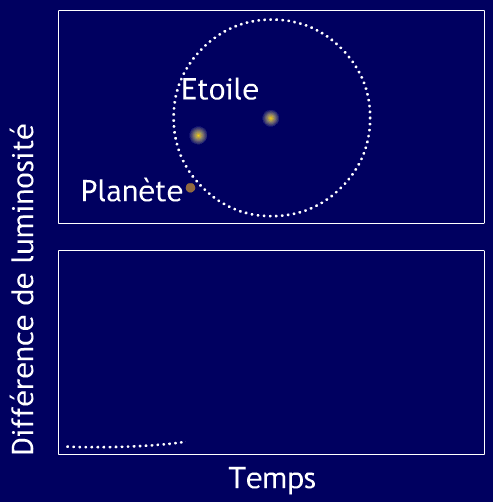 Etoile
Planète
Différence de luminosité
Temps